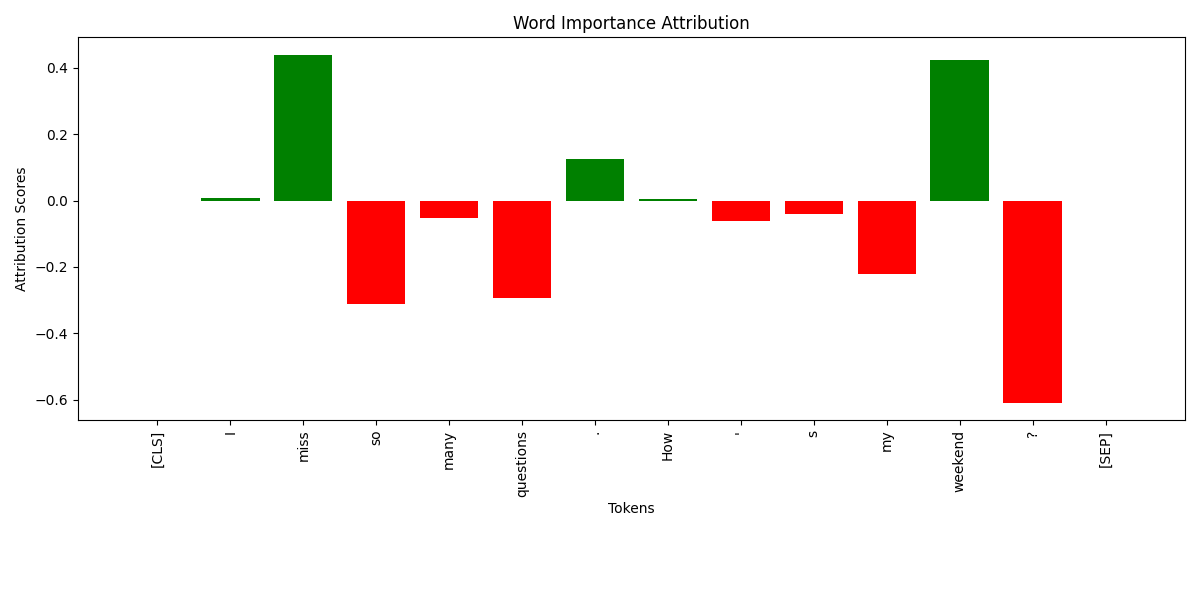 Word Importance Attribution
Attribution Scores
0.4
0.2
0.0
−0.2
−0.4
−0.6
[CLS]
I
miss
so
many
questions
.
How
'
s
my
weekend
?
[SEP]
Tokens